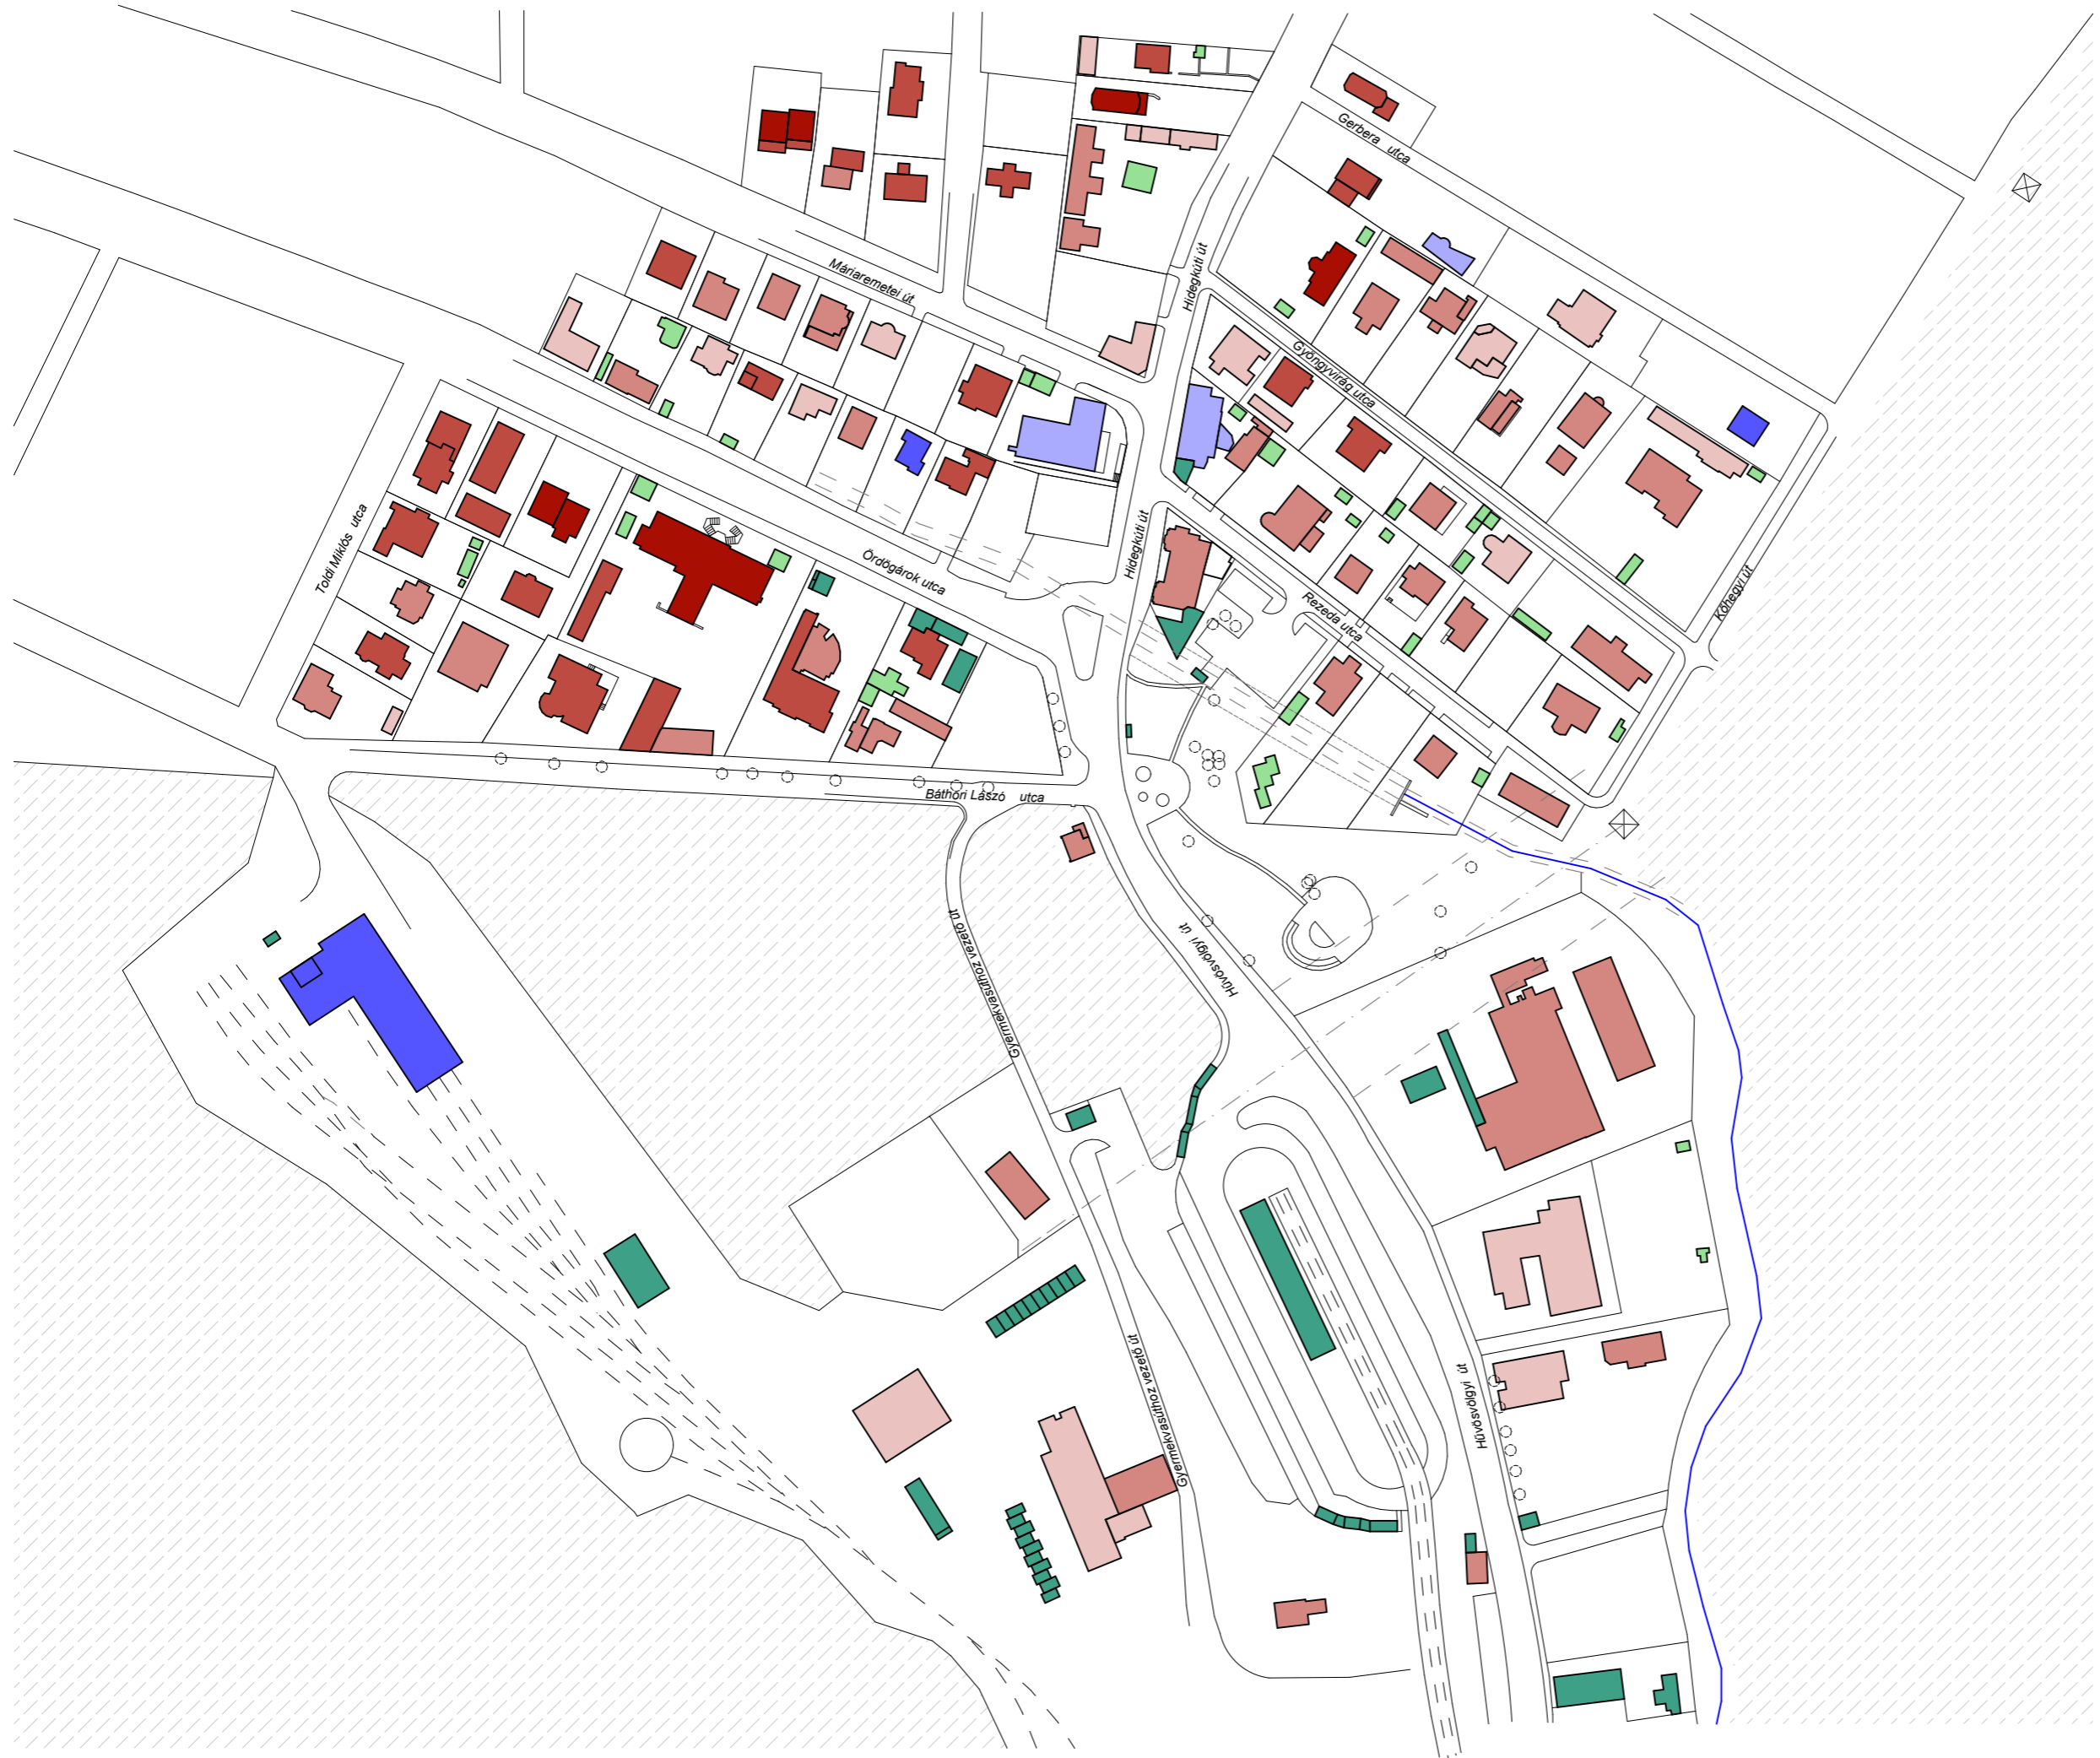 Gerbera utca
Máriaremetei út
Hidegkúti út
Gyöngyvirág utca
Toldi Miklós utca
Ördögárok utca
Hidegkúti út
Rezeda utca
Kőhegyi út
Báthori László utca
Gyermekvasúthoz vezető út
Hűvösvölgyi út
Gyermekvasúthoz vezető út
Hűvösvölgyi út